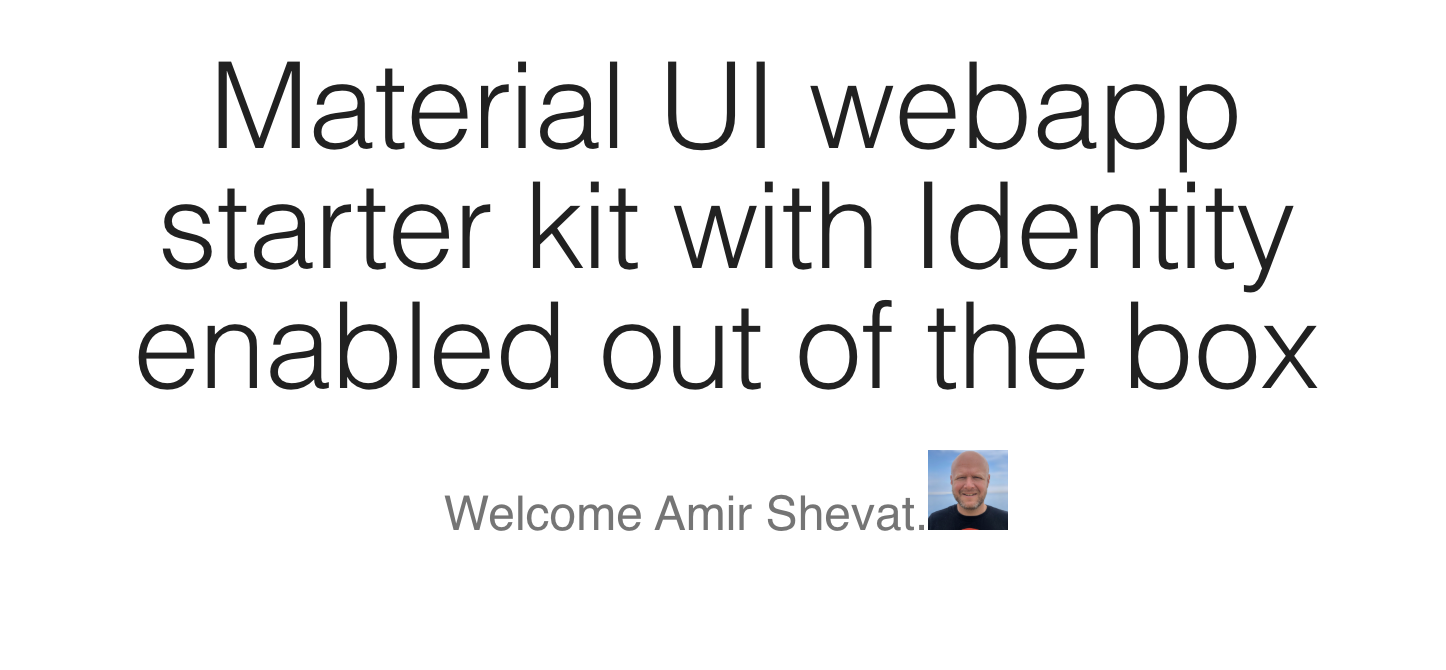 Material UI webapp
starter kit with Identity
enabled out of the box
Welcome Amir Shevat.